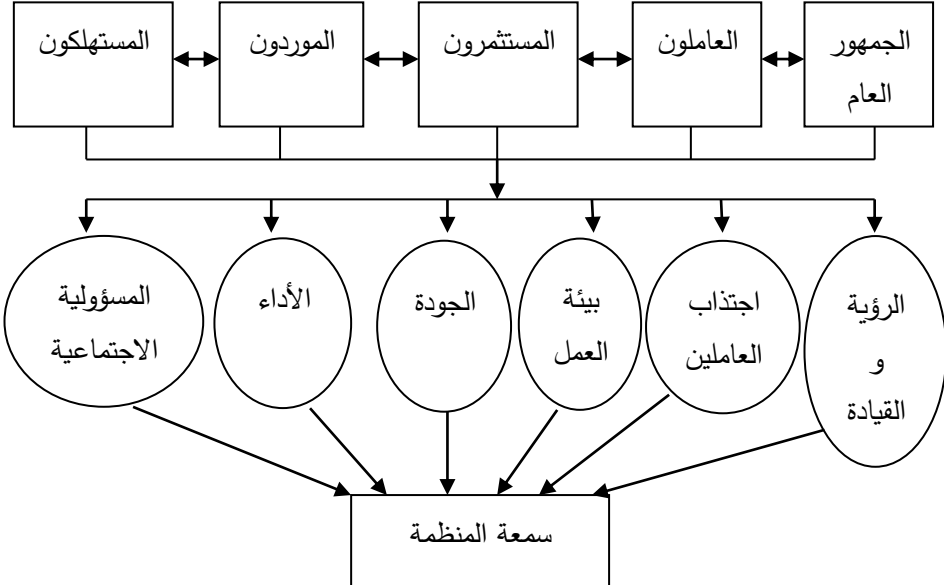 الجمهور
العام
العاملون
المستثمرون
الموردون
المستهلكون
الرؤية
و
القيادة
اجتذاب
العاملين
بيئة
العمل
الجودة
الأداء
المسؤولية
الاجتماعية
سمعة المنظمة